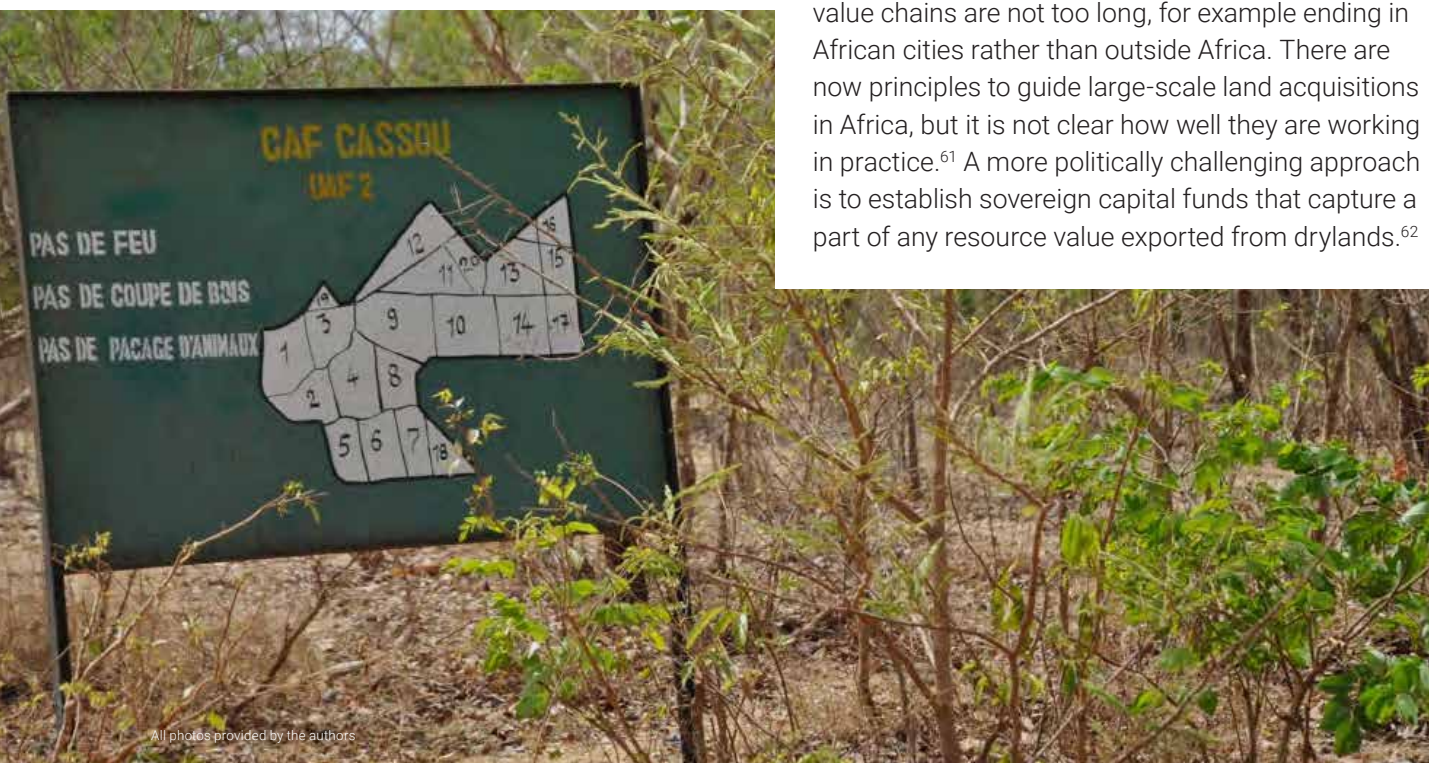 value chains are not too long, for example ending in
African cities rather than outside Africa. There are
now principles to guide large-scale land acquisitions
in Africa, but it is not clear how well they are working
in practice.61 A more politically challenging approach
is to establish sovereign capital funds that capture a
part of any resource value exported from drylands.62
CAF CASSOU
UAF 2
PAS DE FEU
PAS DE COUPE DE BOIS
PAS DE PACAGE D'ANIMAUX
12
16
11
20
13
15
19
3
9
10
14
17
1
4
8
2
5
6
7
18
All photos provided by the authors